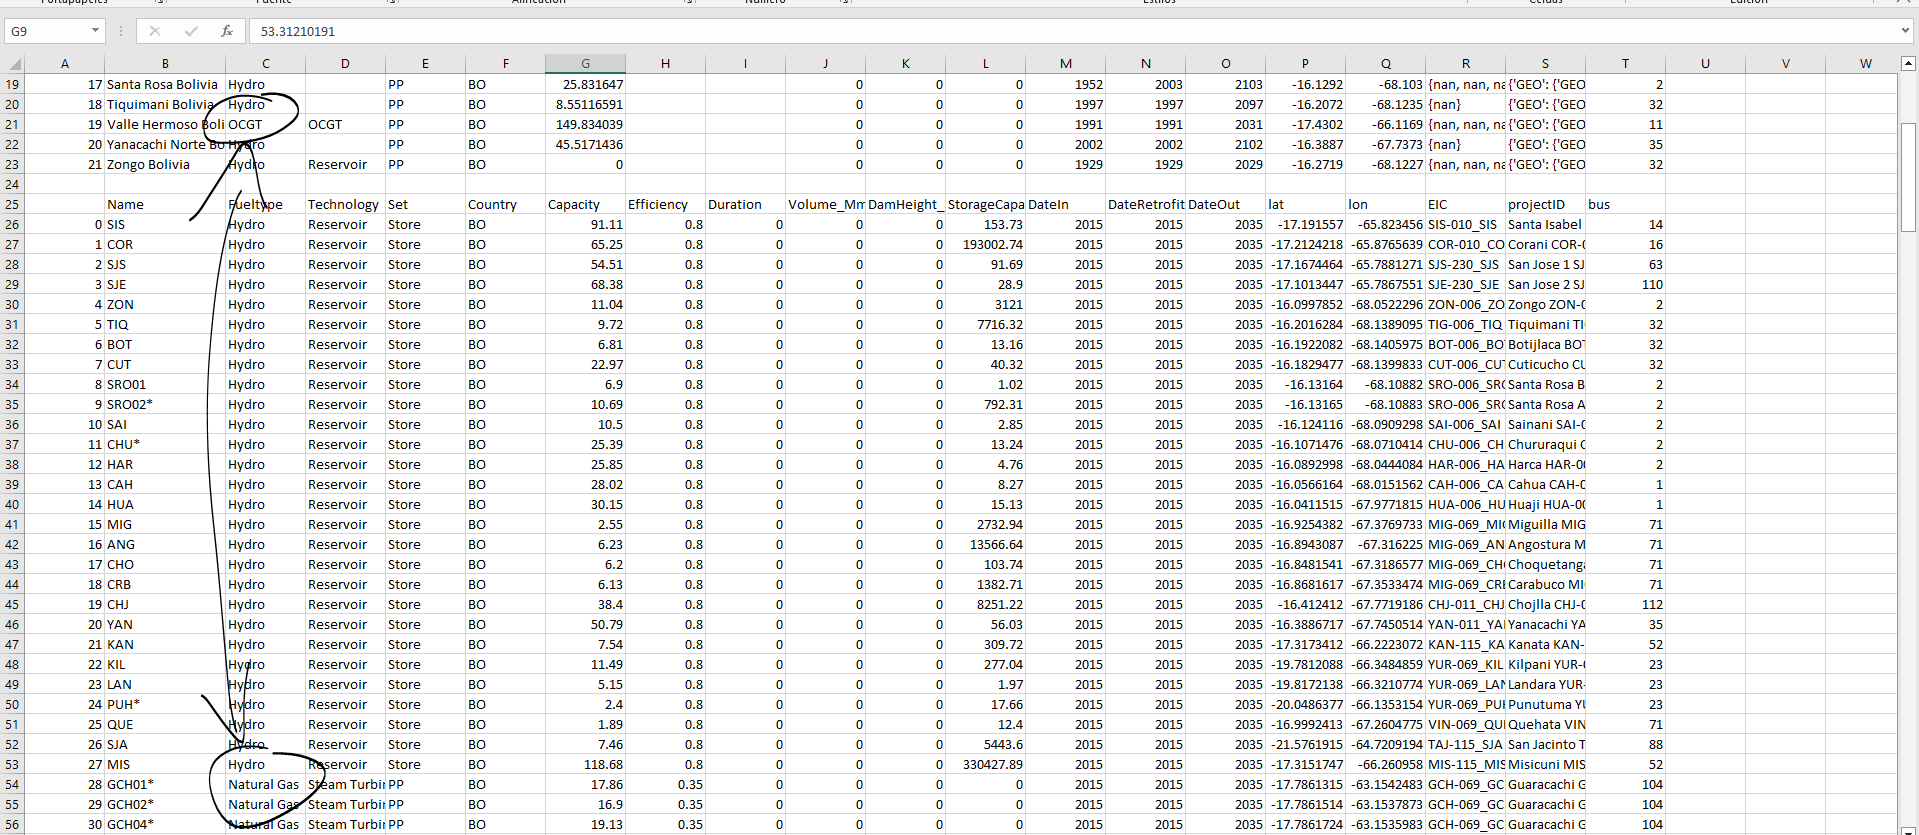 Portapapeles Fuente Alineación Número Estilos Celdas Edición
G9 fx 53.31210191
A B C D E F G H I J K L M N O P Q R S T U V W
19 17 Santa Rosa Bolivia Hydro PP BO 25.831647 0 0 0 1952 2003 2103 -16.1292 -68.103 {nan, nan, na {'GEO': {'GEO 2
20 18 Tiquimani Bolivia Hydro PP BO 8.55116591 0 0 0 1997 1997 2097 -16.2072 -68.1235 {nan} {'GEO': {'GEO 32
21 19 Valle Hermoso Boli OCGT OCGT PP BO 149.834039 0 0 0 1991 1991 2031 -17.4302 -66.1169 {nan, nan, na {'GEO': {'GEO 11
22 20 Yanacachi Norte Bo Hydro PP BO 45.5171436 0 0 0 2002 2002 2102 -16.3887 -67.7373 {nan} {'GEO': {'GEO 35
23 21 Zongo Bolivia Hydro Reservoir PP BO 0 0 0 0 1929 1929 2029 -16.2719 -68.1227 {nan, nan, na {'GEO': {'GEO 32
24
25 Name Fueltype Technology Set Country Capacity Efficiency Duration Volume_Mm DamHeight_ StorageCapa DateIn DateRetrofit DateOut lat lon EIC projectID bus
26 0 SIS Hydro Reservoir Store BO 91.11 0.8 0 0 0 153.73 2015 2015 2035 -17.191557 -65.823456 SIS-010_SIS Santa Isabel 14
27 1 COR Hydro Reservoir Store BO 65.25 0.8 0 0 0 193002.74 2015 2015 2035 -17.2124218 -65.8765639 COR-010_CO Corani COR-0 16
28 2 SJS Hydro Reservoir Store BO 54.51 0.8 0 0 0 91.69 2015 2015 2035 -17.1674464 -65.7881271 SJS-230_SJS San Jose 1 SJ 63
29 3 SJE Hydro Reservoir Store BO 68.38 0.8 0 0 0 28.9 2015 2015 2035 -17.1013447 -65.7867551 SJE-230_SJE San Jose 2 SJ 110
30 4 ZON Hydro Reservoir Store BO 11.04 0.8 0 0 0 3121 2015 2015 2035 -16.0997852 -68.0522296 ZON-006_ZO Zongo ZON-0 2
31 5 TIQ Hydro Reservoir Store BO 9.72 0.8 0 0 0 7716.32 2015 2015 2035 -16.2016284 -68.1389095 TIG-006_TIQ Tiquimani TI 32
32 6 BOT Hydro Reservoir Store BO 6.81 0.8 0 0 0 13.16 2015 2015 2035 -16.1922082 -68.1405975 BOT-006_BO Botijlaca BOT 32
33 7 CUT Hydro Reservoir Store BO 22.97 0.8 0 0 0 40.32 2015 2015 2035 -16.1829477 -68.1399833 CUT-006_CU Cuticucho CU 32
34 8 SRO01 Hydro Reservoir Store BO 6.9 0.8 0 0 0 1.02 2015 2015 2035 -16.13164 -68.10882 SRO-006_SR Santa Rosa B 2
35 9 SRO02* Hydro Reservoir Store BO 10.69 0.8 0 0 0 792.31 2015 2015 2035 -16.13165 -68.10883 SRO-006_SR Santa Rosa A 2
36 10 SAI Hydro Reservoir Store BO 10.5 0.8 0 0 0 2.85 2015 2015 2035 -16.124116 -68.0909298 SAI-006_SAI Sainani SAI-0 2
37 11 CHU* Hydro Reservoir Store BO 25.39 0.8 0 0 0 13.24 2015 2015 2035 -16.1071476 -68.0710414 CHU-006_CH Chururaqui C 2
38 12 HAR Hydro Reservoir Store BO 25.85 0.8 0 0 0 4.76 2015 2015 2035 -16.0892998 -68.0444084 HAR-006_HA Harca HAR-00 2
39 13 CAH Hydro Reservoir Store BO 28.02 0.8 0 0 0 8.27 2015 2015 2035 -16.0566164 -68.0151562 CAH-006_CA Cahua CAH-0 1
40 14 HUA Hydro Reservoir Store BO 30.15 0.8 0 0 0 15.13 2015 2015 2035 -16.0411515 -67.9771815 HUA-006_HU Huaji HUA-00 1
41 15 MIG Hydro Reservoir Store BO 2.55 0.8 0 0 0 2732.94 2015 2015 2035 -16.9254382 -67.3769733 MIG-069_MI Miguilla MIG 71
42 16 ANG Hydro Reservoir Store BO 6.23 0.8 0 0 0 13566.64 2015 2015 2035 -16.8943087 -67.316225 MIG-069_AN Angostura M 71
43 17 CHO Hydro Reservoir Store BO 6.2 0.8 0 0 0 103.74 2015 2015 2035 -16.8481541 -67.3186577 MIG-069_CH Choquetang 71
44 18 CRB Hydro Reservoir Store BO 6.13 0.8 0 0 0 1382.71 2015 2015 2035 -16.8681617 -67.3533474 MIG-069_CR Carabuco MI 71
45 19 CHJ Hydro Reservoir Store BO 38.4 0.8 0 0 0 8251.22 2015 2015 2035 -16.412412 -67.7719186 CHJ-011_CHJ Chojlla CHJ-0 112
46 20 YAN Hydro Reservoir Store BO 50.79 0.8 0 0 0 56.03 2015 2015 2035 -16.3886717 -67.7450514 YAN-011_YA Yanacachi YA 35
47 21 KAN Hydro Reservoir Store BO 7.54 0.8 0 0 0 309.72 2015 2015 2035 -17.3173412 -66.2223072 KAN-115_KA Kanata KAN- 52
48 22 KIL Hydro Reservoir Store BO 11.49 0.8 0 0 0 277.04 2015 2015 2035 -19.7812088 -66.3484859 YUR-069_KIL Kilpani YUR-0 23
49 23 LAN Hydro Reservoir Store BO 5.15 0.8 0 0 0 1.97 2015 2015 2035 -19.8172138 -66.3210774 YUR-069_LA Landara YUR- 23
50 24 PUH* Hydro Reservoir Store BO 2.4 0.8 0 0 0 17.66 2015 2015 2035 -20.0486377 -66.1353154 YUR-069_PU Punutuma Y 23
51 25 QUE Hydro Reservoir Store BO 1.89 0.8 0 0 0 12.4 2015 2015 2035 -16.9992413 -67.2604775 VIN-069_QU Quehata VIN 71
52 26 SJA Hydro Reservoir Store BO 7.46 0.8 0 0 0 5443.6 2015 2015 2035 -21.5761915 -64.7209194 TAJ-115_SJA San Jacinto T 88
53 27 MIS Hydro Reservoir Store BO 118.68 0.8 0 0 0 330427.89 2015 2015 2035 -17.3151747 -66.260958 MIS-115_MIS Misicuni MIS 52
54 28 GCH01* Natural Gas Steam Turbi PP BO 17.86 0.35 0 0 0 0 2015 2015 2035 -17.7861315 -63.1542483 GCH-069_GC Guaracachi G 104
55 29 GCH02* Natural Gas Steam Turbi PP BO 16.9 0.35 0 0 0 0 2015 2015 2035 -17.7861514 -63.1537873 GCH-069_GC Guaracachi G 104
56 30 GCH04* Natural Gas Steam Turbi PP BO 19.13 0.35 0 0 0 0 2015 2015 2035 -17.7861724 -63.1535983 GCH-069_GC Guaracachi G 104